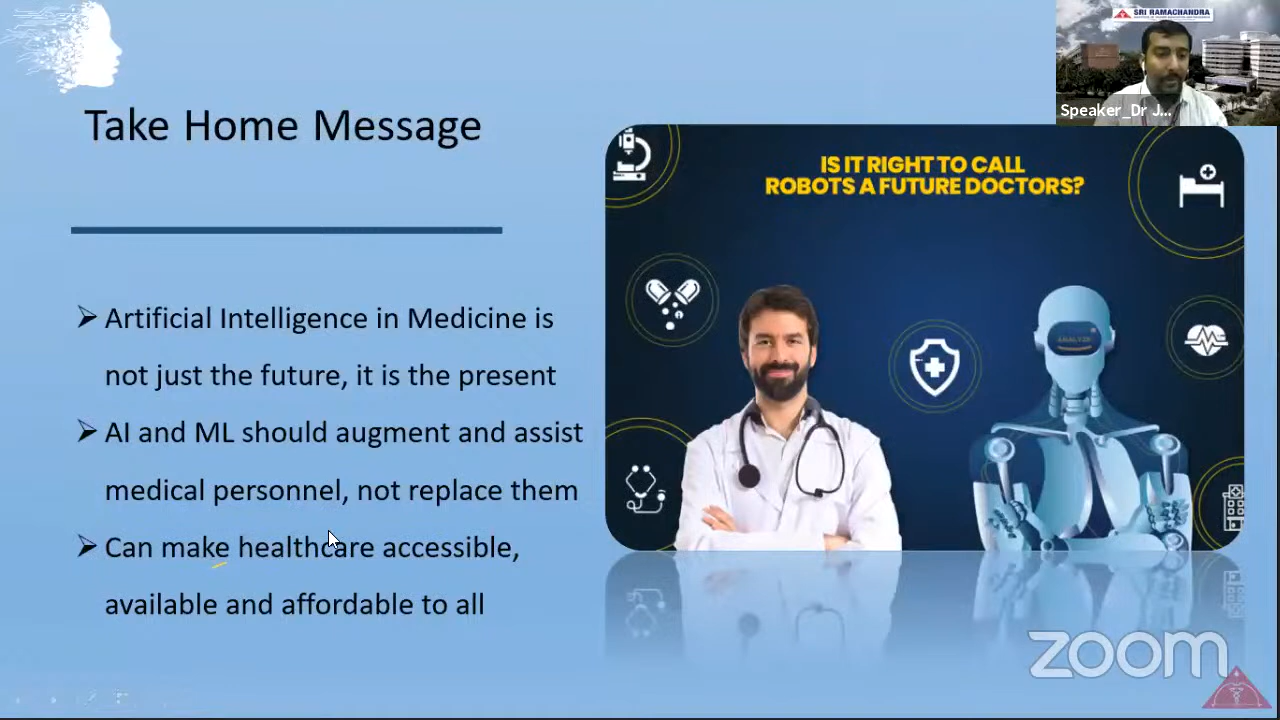 SRI RAMACHANDRA
Speaker_Dr J...
Take Home Message
IS IT RIGHT TO CALL
ROBOTS A FUTURE DOCTORS?
ANALYZE
Artificial Intelligence in Medicine is
not just the future, it is the present
AI and ML should augment and assist
medical personnel, not replace them
Can make healthcare accessible,
available and affordable to all
zoom